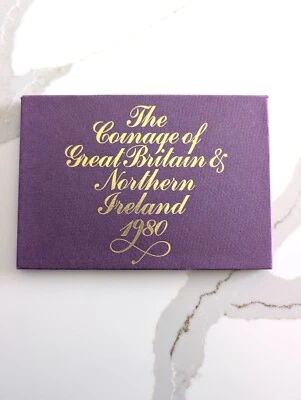 The
Coinage of
Great Britain &
Northern
Ireland
1980